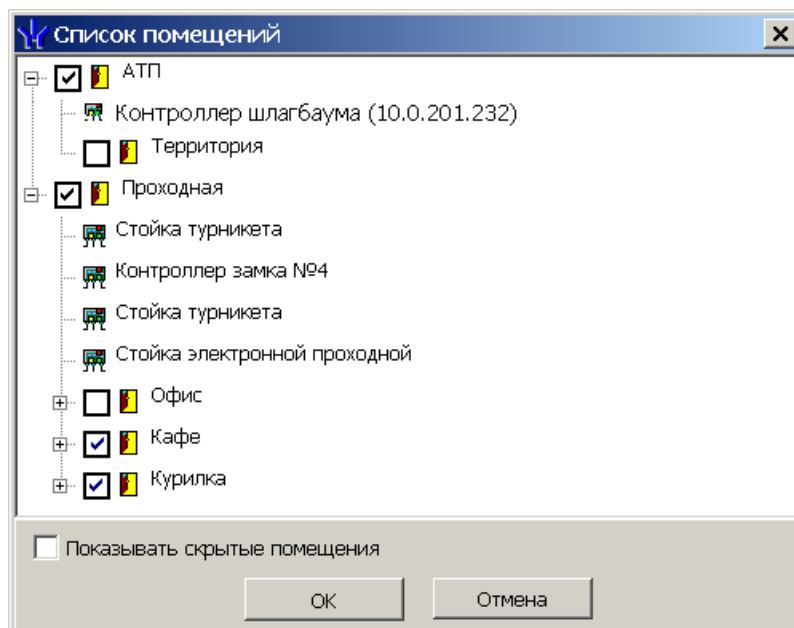 Список помещений
АТП
Контроллер шлагбаума (10.0.201.232)
Территория
Проходная
Стойка турникета
Контроллер замка №4
Стойка турникета
Стойка электронной проходной
Офис
Кафе
Курилка
Показывать скрытые помещения
ОК
Отмена